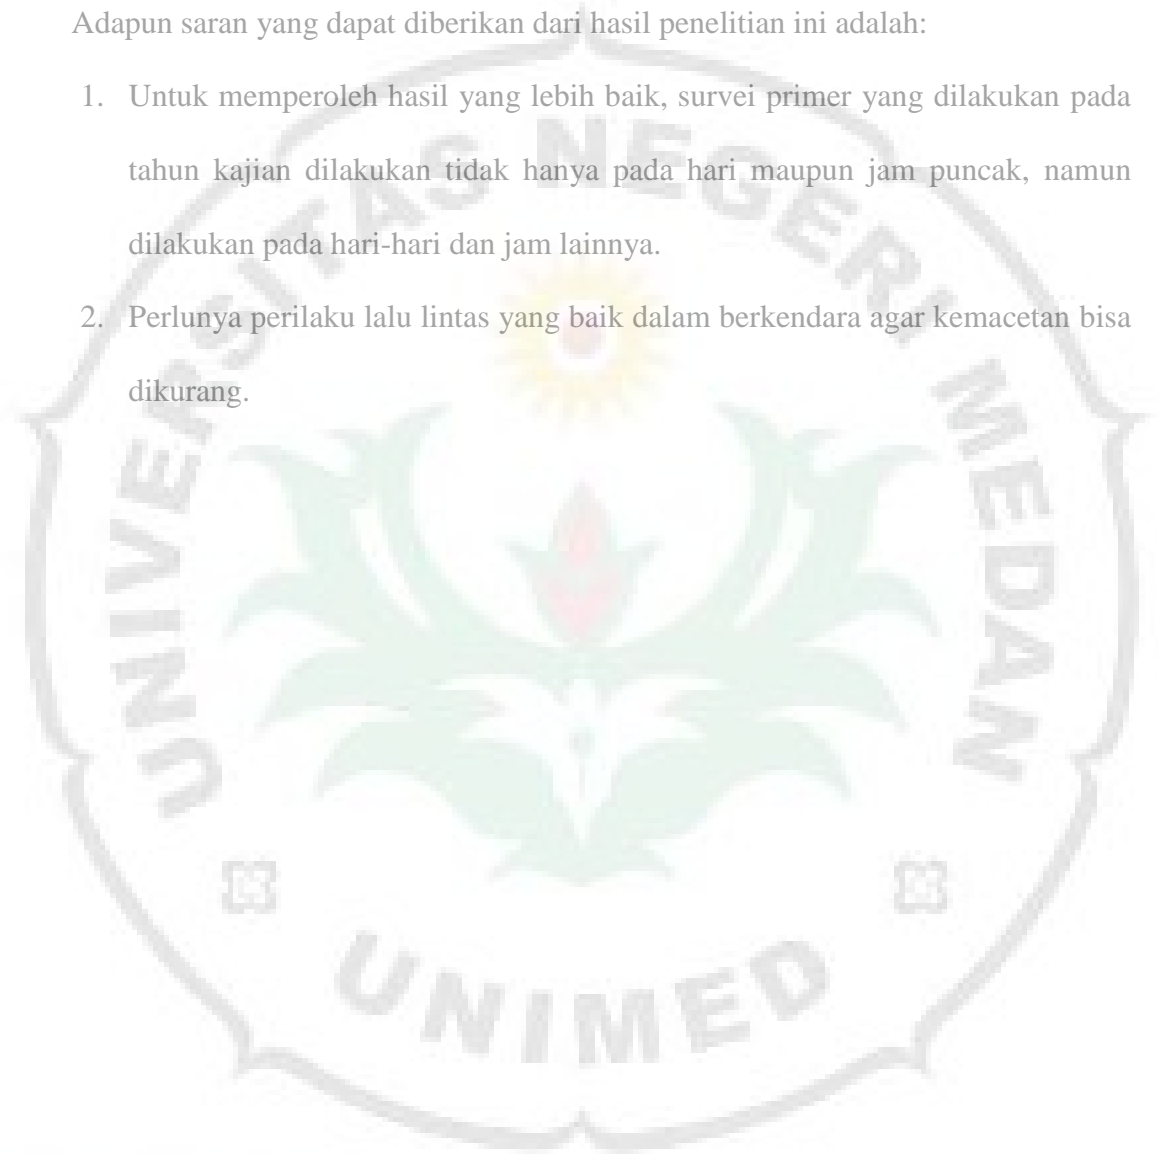 Adapun saran yang dapat diberikan dari hasil penelitian ini adalah:
1. Untuk memperoleh hasil yang lebih baik, survei primer yang dilakukan pada
tahun kajian dilakukan tidak hanya pada hari maupun jam puncak, namun
dilakukan pada hari-hari dan jam lainnya.
2. Perlunya perilaku lalu lintas yang baik dalam berkendara agar kemacetan bisa
dikurang.
UNIVERSITAS NEGERI MEDAN
UNIMED